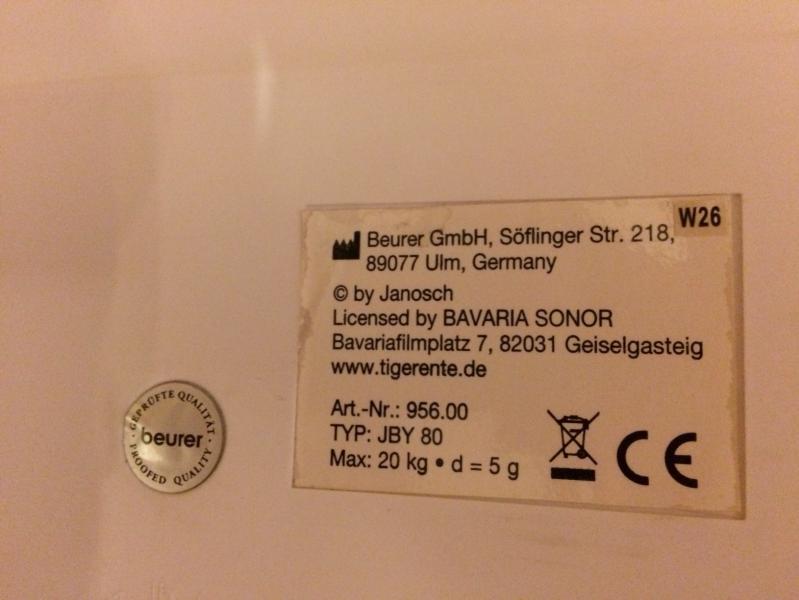 W26
Beurer GmbH, Söflinger Str. 218,
89077 Ulm, Germany
© by Janosch
Licensed by BAVARIA SONOR
Bavariafilmplatz 7, 82031 Geiselgasteig
www.tigerente.de
Art.-Nr.: 956.00
TYP: JBY 80
Max: 20 kg • d = 5 g
CE
GEPRÜFTE QUALITÄT
beurer
PROOFED QUALITY